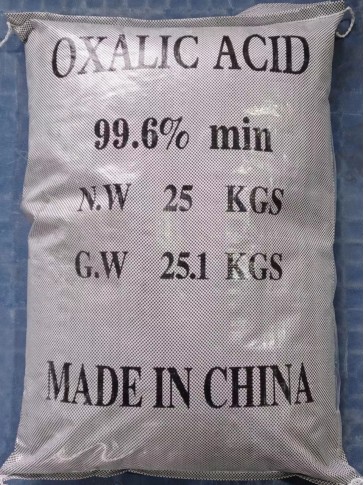 OXALIC ACID
99.6% min
N.W 25 KGS
G.W 25.1 KGS
MADE IN CHINA